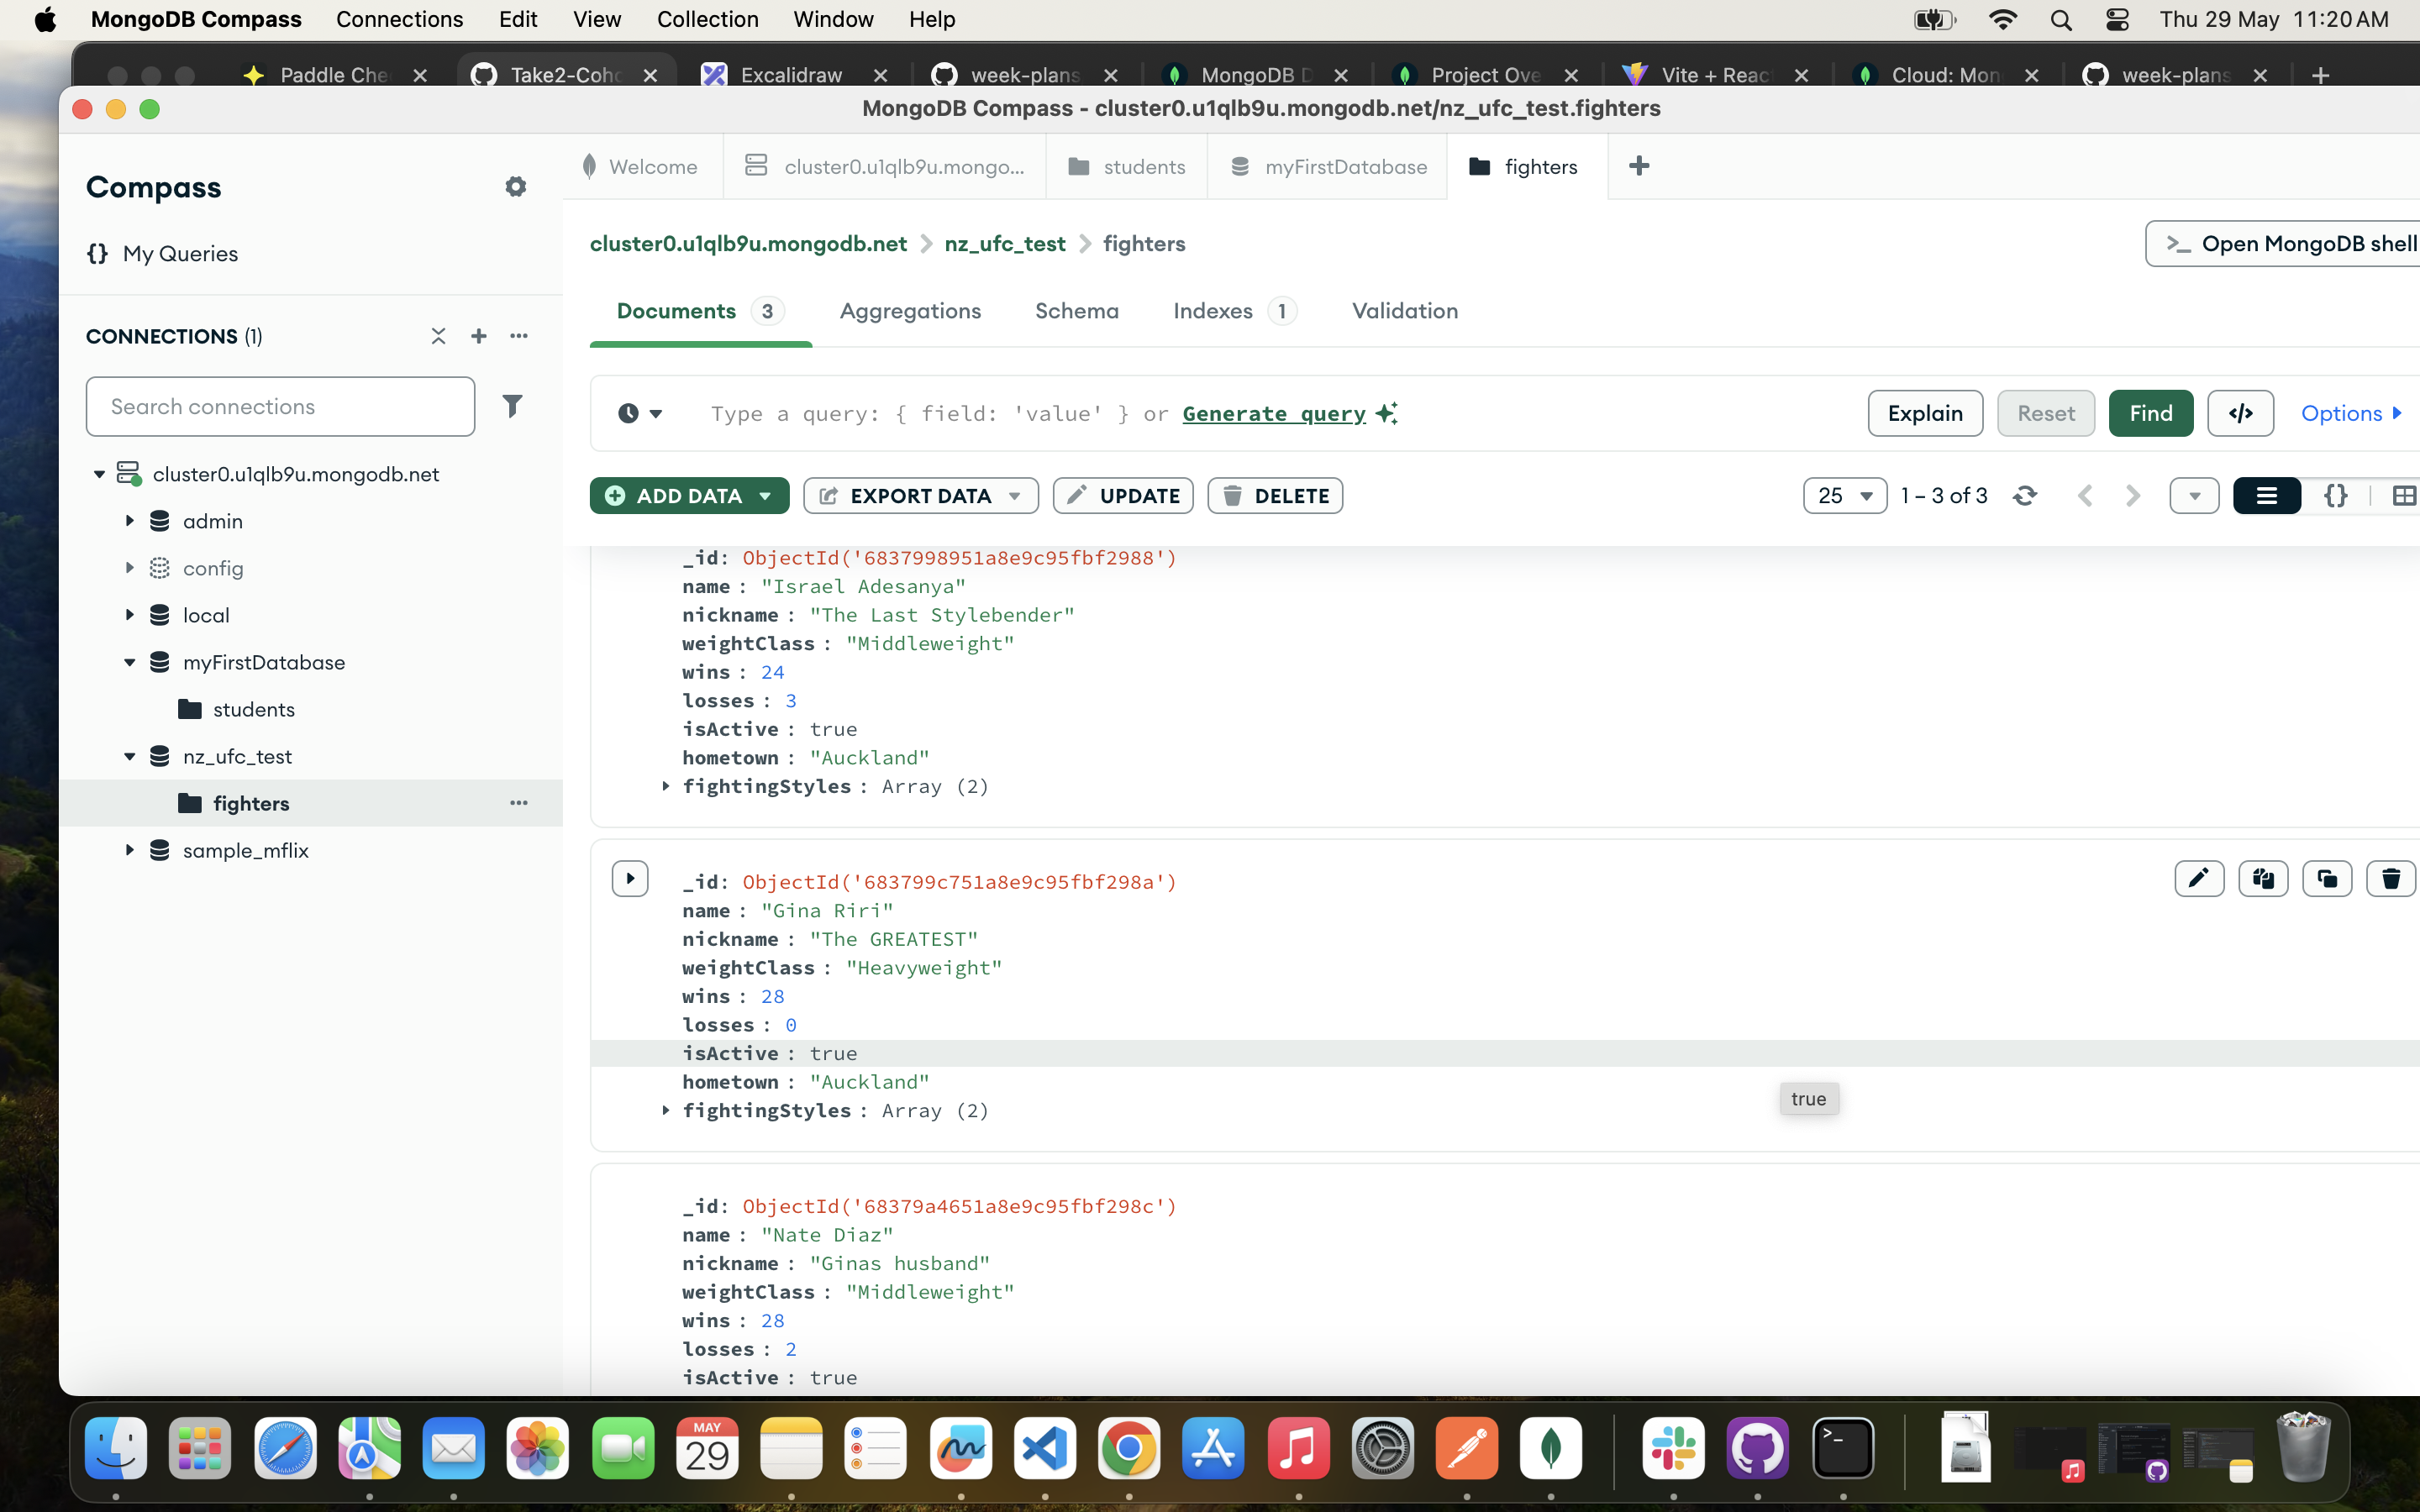 MongoDB Compass Connections Edit View Collection Window Help Thu 29 May 11:20 AM
Paddle Che Take2-Coho Excalidraw week-plans MongoDB D Project Ove Vite + Reac Cloud: Mon week-plans
MongoDB Compass - cluster0.u1qlb9u.mongodb.net/nz_ufc_test.fighters
Compass
My Queries
CONNECTIONS (1)
Search connections
cluster0.u1qlb9u.mongodb.net
admin
config
local
myFirstDatabase
students
nz_ufc_test
fighters
sample_mflix
Welcome cluster0.u1qlb9u.mongo... students myFirstDatabase fighters
cluster0.u1qlb9u.mongodb.net > nz_ufc_test > fighters
>_ Open MongoDB shell
Documents 3 Aggregations Schema Indexes 1 Validation
Type a query: { field: 'value' } or Generate query
Explain Reset Find </> Options
ADD DATA EXPORT DATA UPDATE DELETE
25 1 – 3 of 3 {}
_id: ObjectId('6837998951a8e9c95fbf2988')
name : "Israel Adesanya"
nickname : "The Last Stylebender"
weightClass : "Middleweight"
wins : 24
losses : 3
isActive : true
hometown : "Auckland"
fightingStyles : Array (2)
_id: ObjectId('683799c751a8e9c95fbf298a')
name : "Gina Riri"
nickname : "The GREATEST"
weightClass : "Heavyweight"
wins : 28
losses : 0
isActive : true
hometown : "Auckland"
true
fightingStyles : Array (2)
_id: ObjectId('68379a4651a8e9c95fbf298c')
name : "Nate Diaz"
nickname : "Ginas husband"
weightClass : "Middleweight"
wins : 28
losses : 2
isActive : true
MAY
29